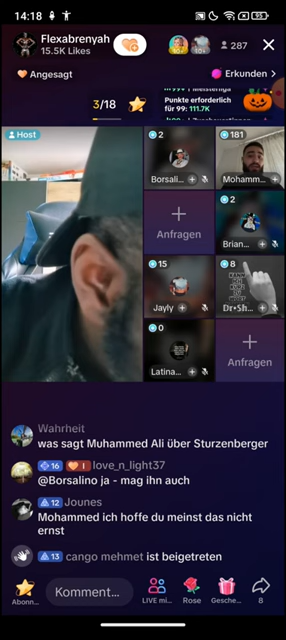 14:18
95
Flexabrenyah
15.5K Likes
287
Angesagt
Erkunden >
3/18
Punkte erforderlich
für 99: 111.7K
Host
2
Borsali...
181
Mohamm...
Anfragen
2
Brian...
15
Jayly
8
Dr•Sh...
0
Latina...
Anfragen
Wahrheit
was sagt Muhammed Ali über Sturzenberger
16 I love_n_light37
@Borsalino ja - mag ihn auch
12 Jounes
Mohammed ich hoffe du meinst das nicht
ernst
13 cango mehmet ist beigetreten
Abonn...
Komment...
LIVE mi...
Rose
Gesche...
8